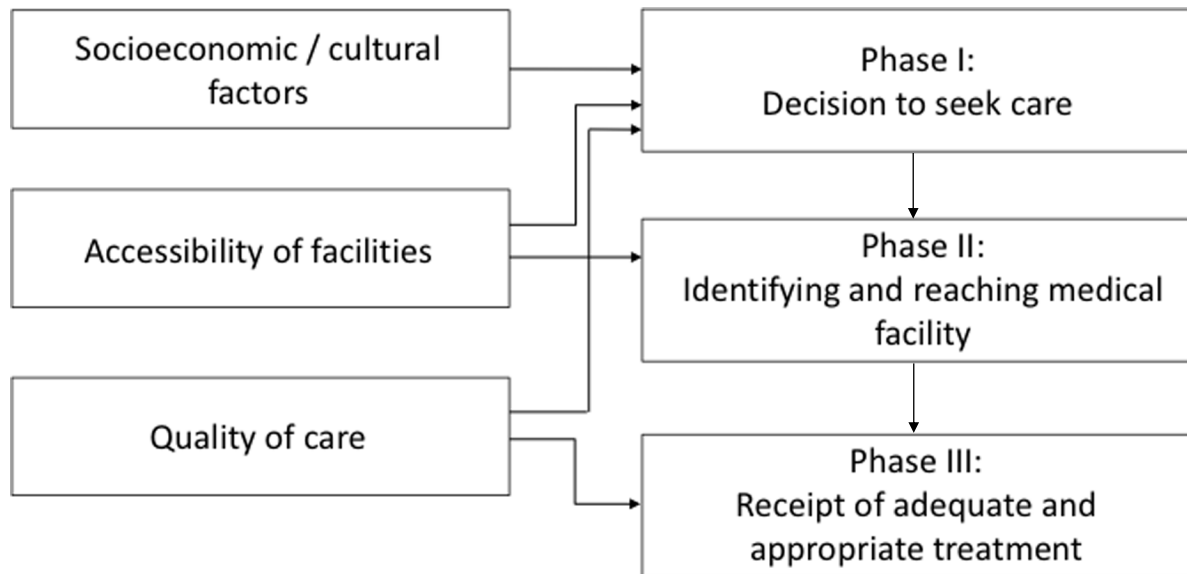 Socioeconomic / cultural
factors
Accessibility of facilities
Quality of care
Phase I:
Decision to seek care
Phase II:
Identifying and reaching medical
facility
Phase III:
Receipt of adequate and
appropriate treatment